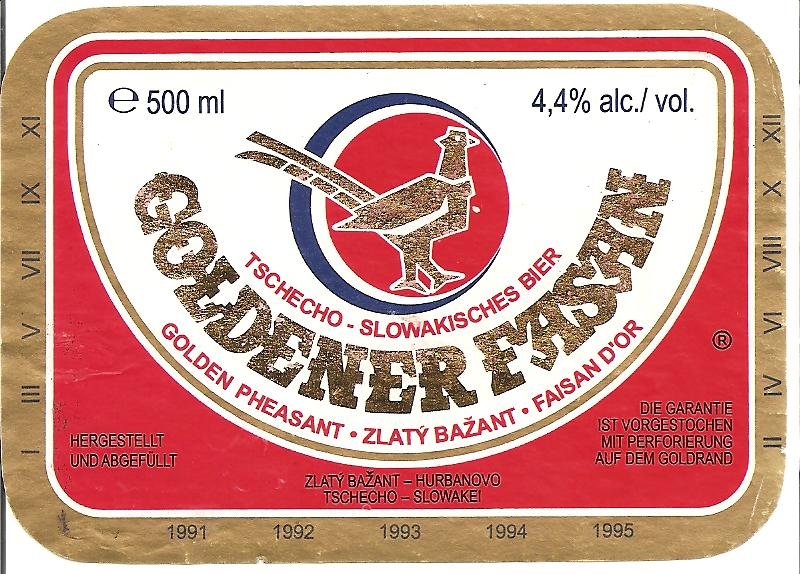 ℮ 500 ml
4,4% alc./ vol.
GOLDENER FASAN
TSCHECHO - SLOWAKISCHES BIER
GOLDEN PHEASANT • ZLATÝ BAŽANT • FAISAN D'OR
®
HERGESTELLT
UND ABGEFÜLLT
DIE GARANTIE
IST VORGESTOCHEN
MIT PERFORIERUNG
AUF DEM GOLDRAND
ZLATÝ BAŽANT – HURBANOVO
TSCHECHO – SLOWAKEI
I III V VII IX XI
II IV VI VIII X XII
1991 1992 1993 1994 1995